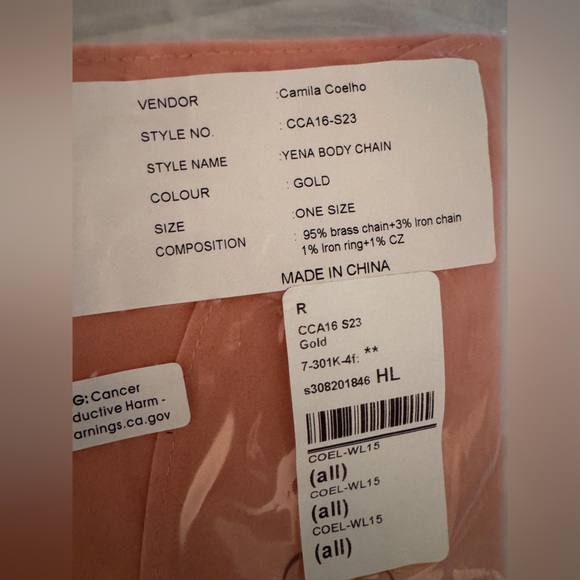 VENDOR :Camila Coelho
STYLE NO. : CCA16-S23
STYLE NAME :YENA BODY CHAIN
COLOUR : GOLD
SIZE :ONE SIZE
COMPOSITION : 95% brass chain+3% Iron chain
1% Iron ring+1% CZ
MADE IN CHINA
R
CCA16 S23
Gold
7-301K-4f: **
s308201846 HL
COEL-WL15
(all)
COEL-WL15
(all)
COEL-WL15
(all)
G: Cancer
ductive Harm -
arnings.ca.gov